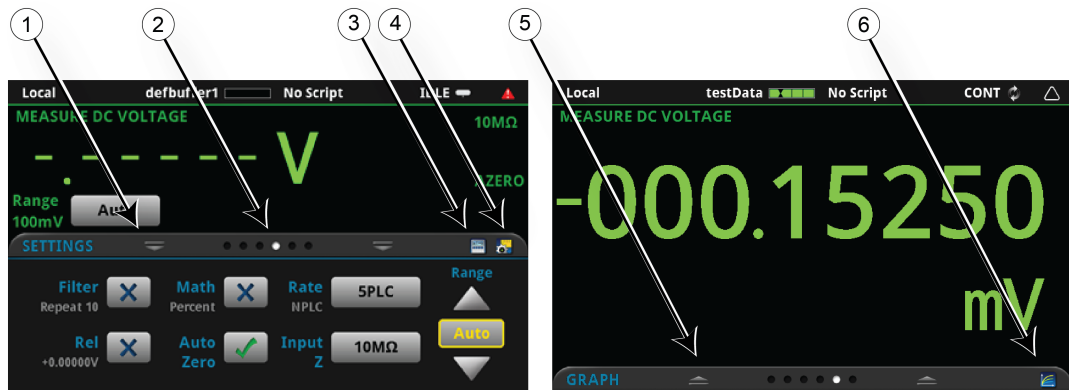 1 2 3 4 5 6
Local defbuffer1 No Script IDLE
MEASURE DC VOLTAGE
10MΩ
-.-----V
AZERO
Range
100mV Auto
SETTINGS
Filter
Repeat 10
Math
Percent
Rate
NPLC
5PLC
Range
Rel
+0.00000V
Auto
Zero
Input
Z
10MΩ
Auto
Local testData No Script CONT
MEASURE DC VOLTAGE
-000.15250
mV
GRAPH